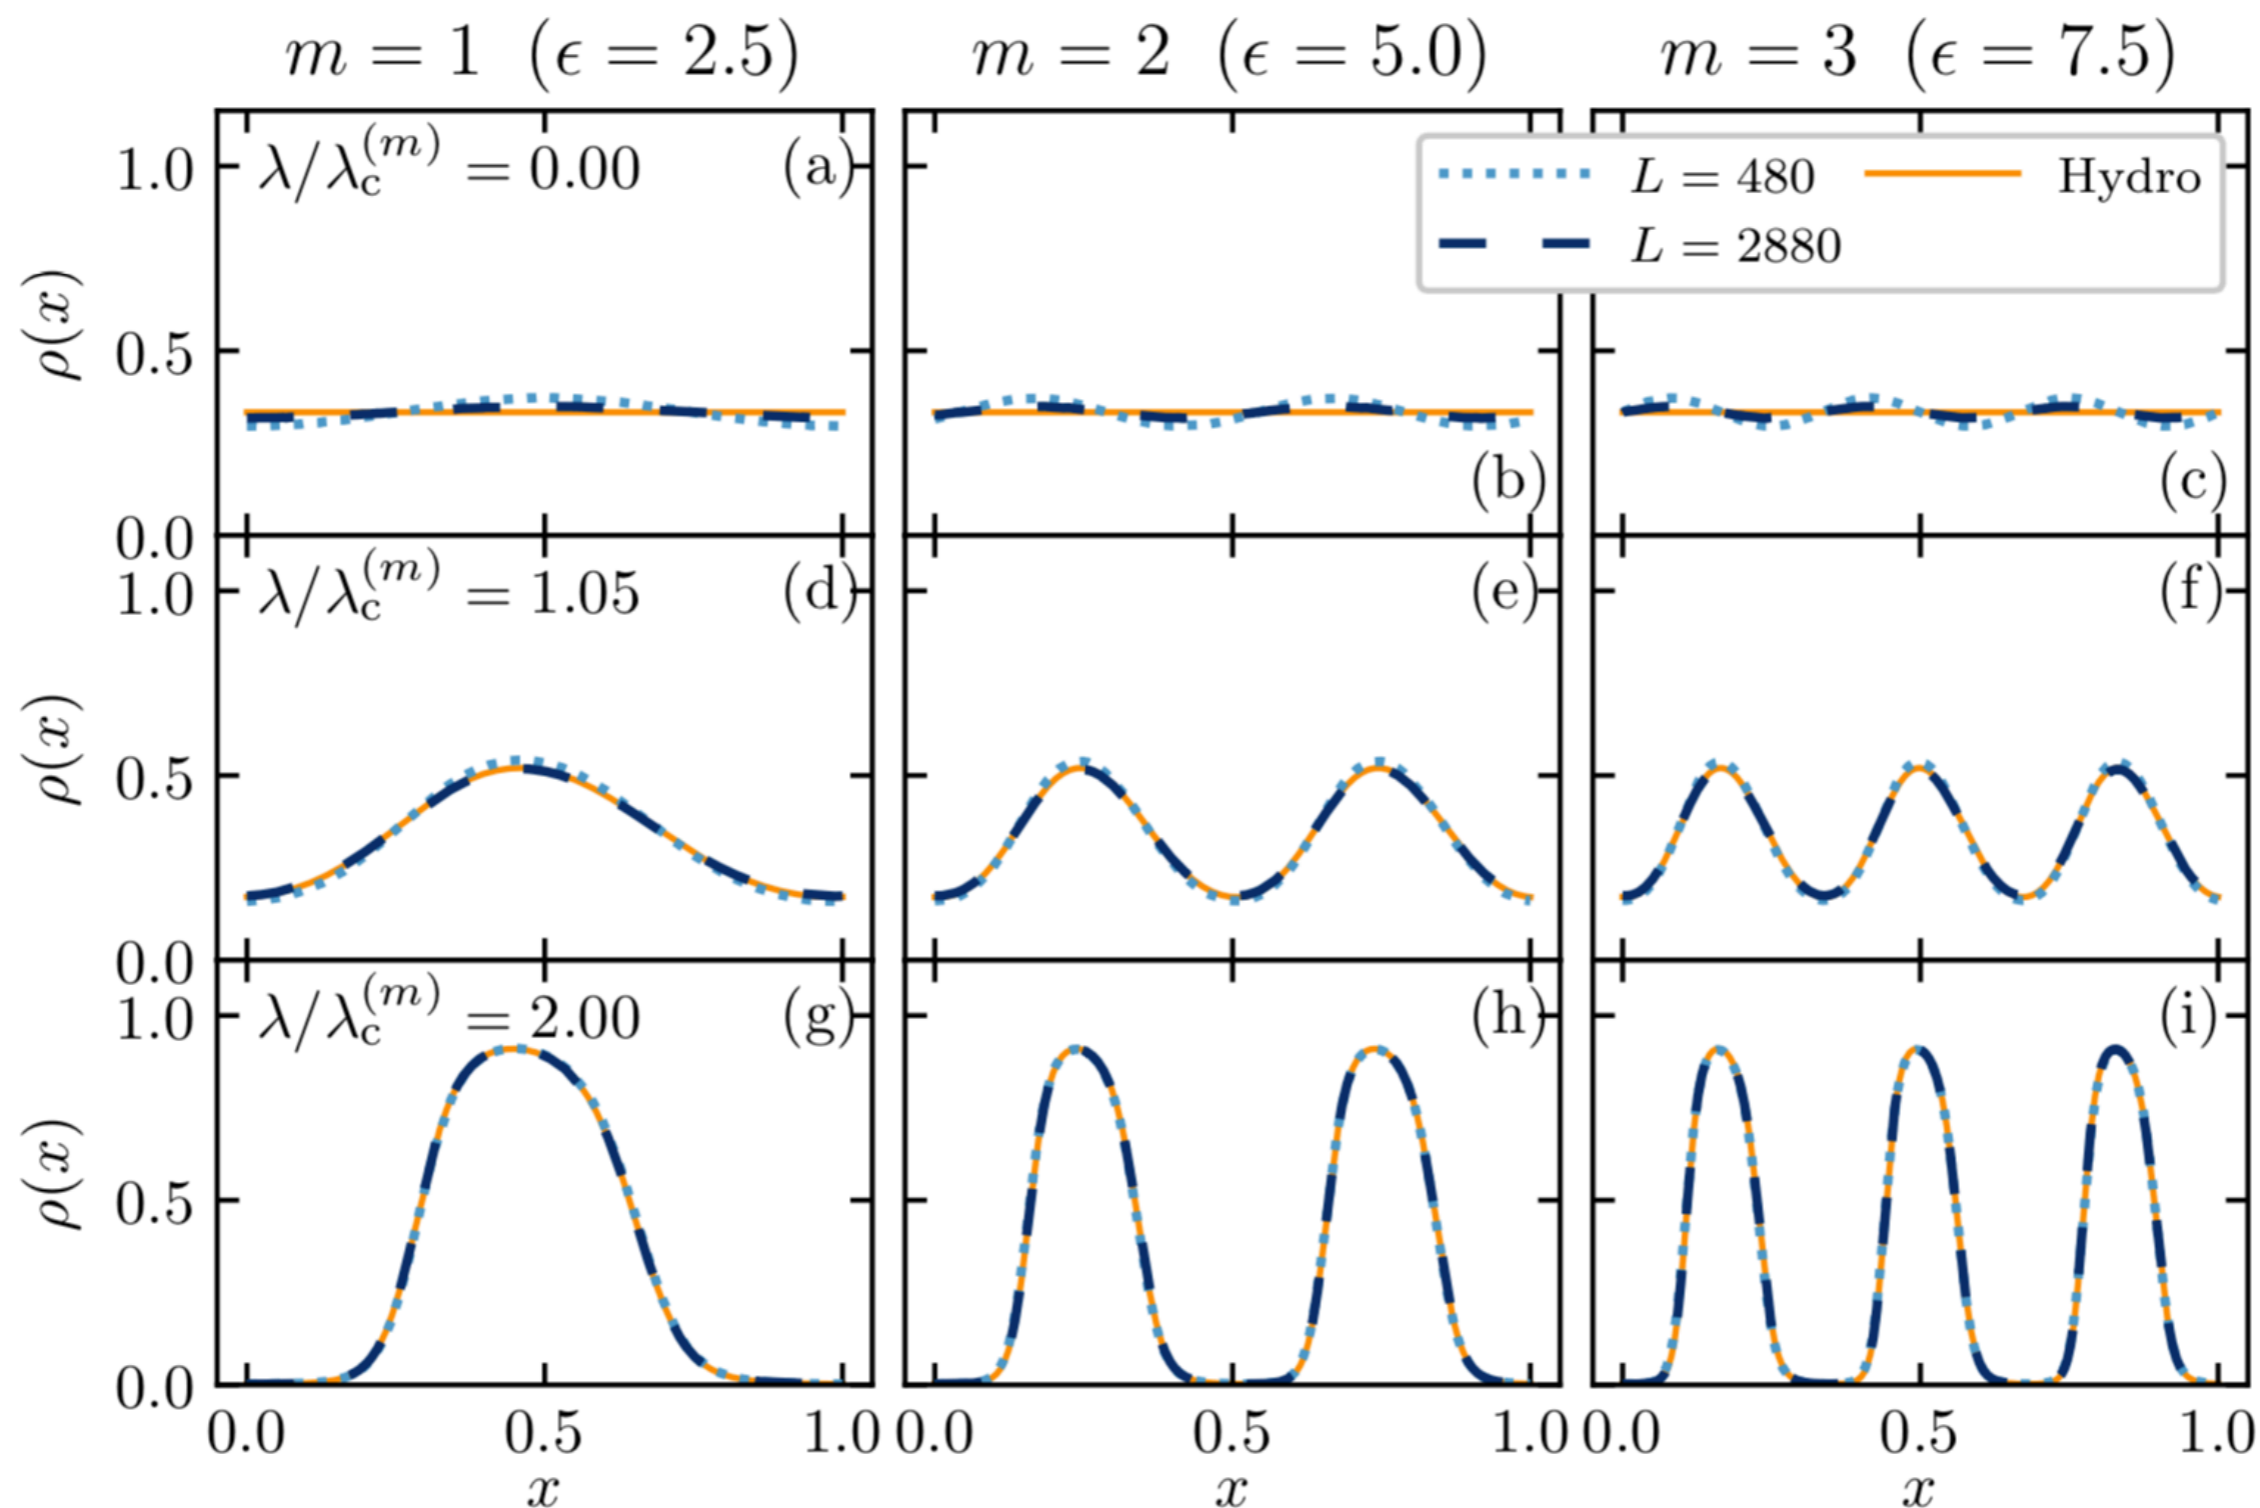 m = 1 (ϵ = 2.5) m = 2 (ϵ = 5.0) m = 3 (ϵ = 7.5)
λ/λc(m) = 0.00 (a)
L = 480 Hydro
L = 2880
1.0
0.5
0.0
ρ(x)
(b)
(c)
λ/λc(m) = 1.05 (d) (e) (f)
1.0
0.5
0.0
ρ(x)
λ/λc(m) = 2.00 (g) (h) (i)
1.0
0.5
0.0
ρ(x)
0.0 0.5 1.0 0.0 0.5 1.0 0.0 0.5 1.0
x x x